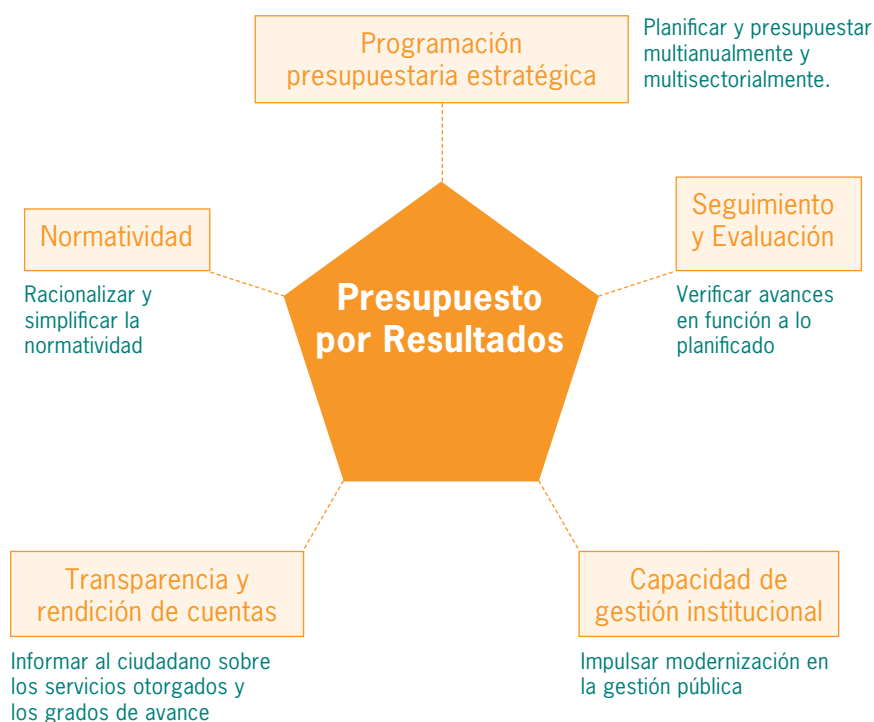 Programación
presupuestaria estratégica
Planificar y presupuestar
multianualmente y
multisectorialmente.
Normatividad
Racionalizar y
simplificar la
normatividad
Presupuesto
por Resultados
Seguimiento
y Evaluación
Verificar avances
en función a lo
planificado
Transparencia y
rendición de cuentas
Informar al ciudadano sobre
los servicios otorgados y
los grados de avance
Capacidad de
gestión institucional
Impulsar modernización en
la gestión pública